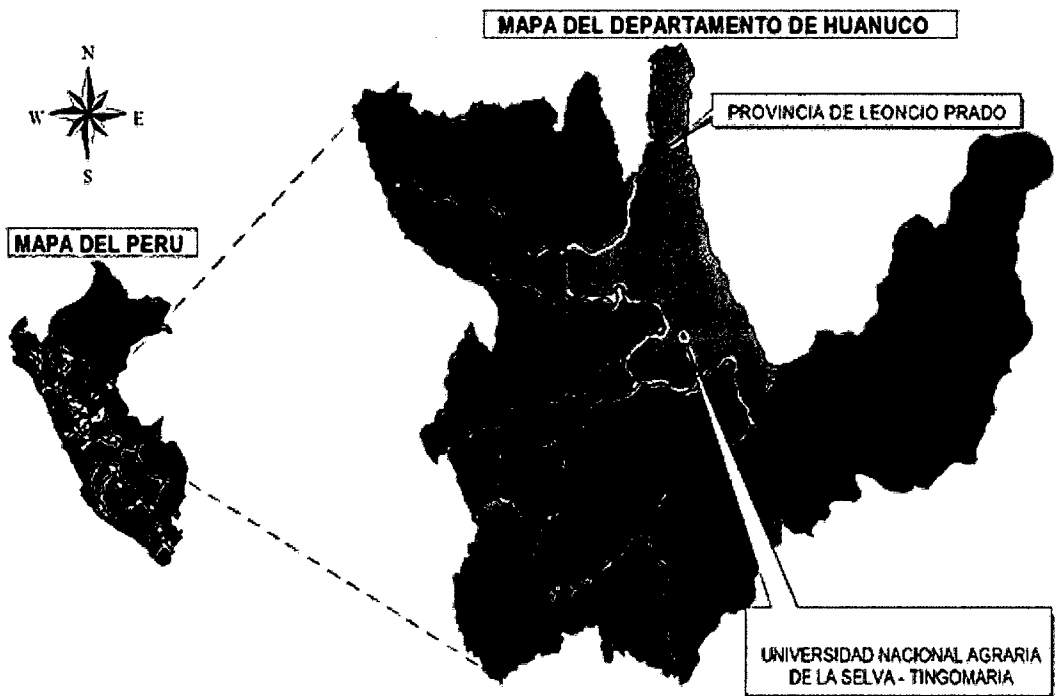 MAPA DEL DEPARTAMENTO DE HUANUCO
N
W E
S
PROVINCIA DE LEONCIO PRADO
MAPA DEL PERU
UNIVERSIDAD NACIONAL AGRARIA
DE LA SELVA - TINGOMARIA